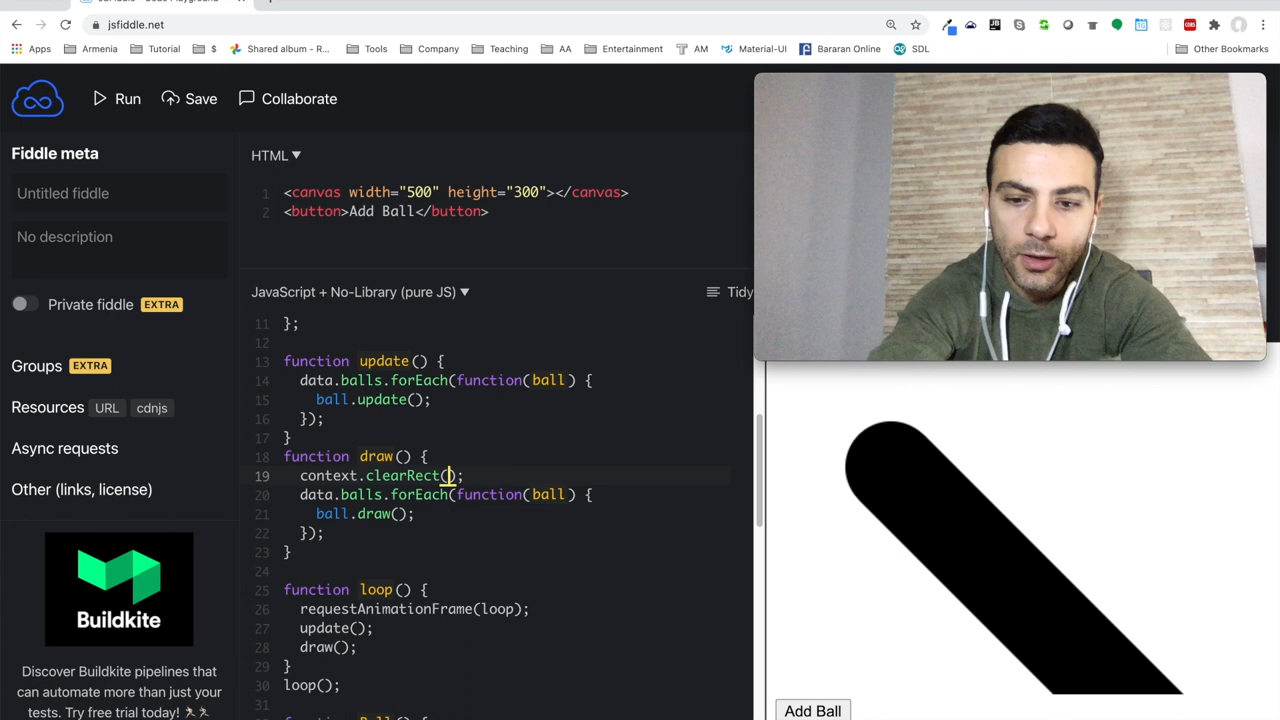 jsfiddle.net
Apps Armenia Tutorial $ Shared album - R... Tools Company Teaching AA Entertainment AM Material-UI Bararan Online SDL Other Bookmarks
Run Save Collaborate
Fiddle meta
Untitled fiddle
No description
Private fiddle EXTRA
Groups EXTRA
Resources URL cdnjs
Async requests
Other (links, license)
Buildkite
Discover Buildkite pipelines that
can automate more than just your
tests. Try free trial today!
HTML
1 <canvas width="500" height="300"></canvas>
2 <button>Add Ball</button>
JavaScript + No-Library (pure JS) Tidy
11 };
12
13 function update() {
14 data.balls.forEach(function(ball) {
15 ball.update();
16 });
17 }
18 function draw() {
19 context.clearRect();
20 data.balls.forEach(function(ball) {
21 ball.draw();
22 });
23 }
24
25 function loop() {
26 requestAnimationFrame(loop);
27 update();
28 draw();
29 }
30 loop();
31
Add Ball